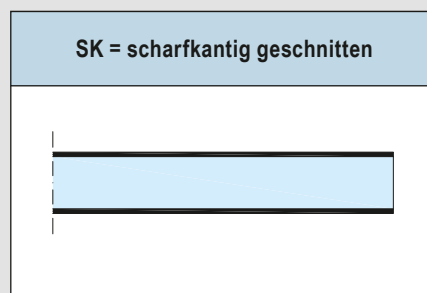 SK = scharfkantig geschnitten